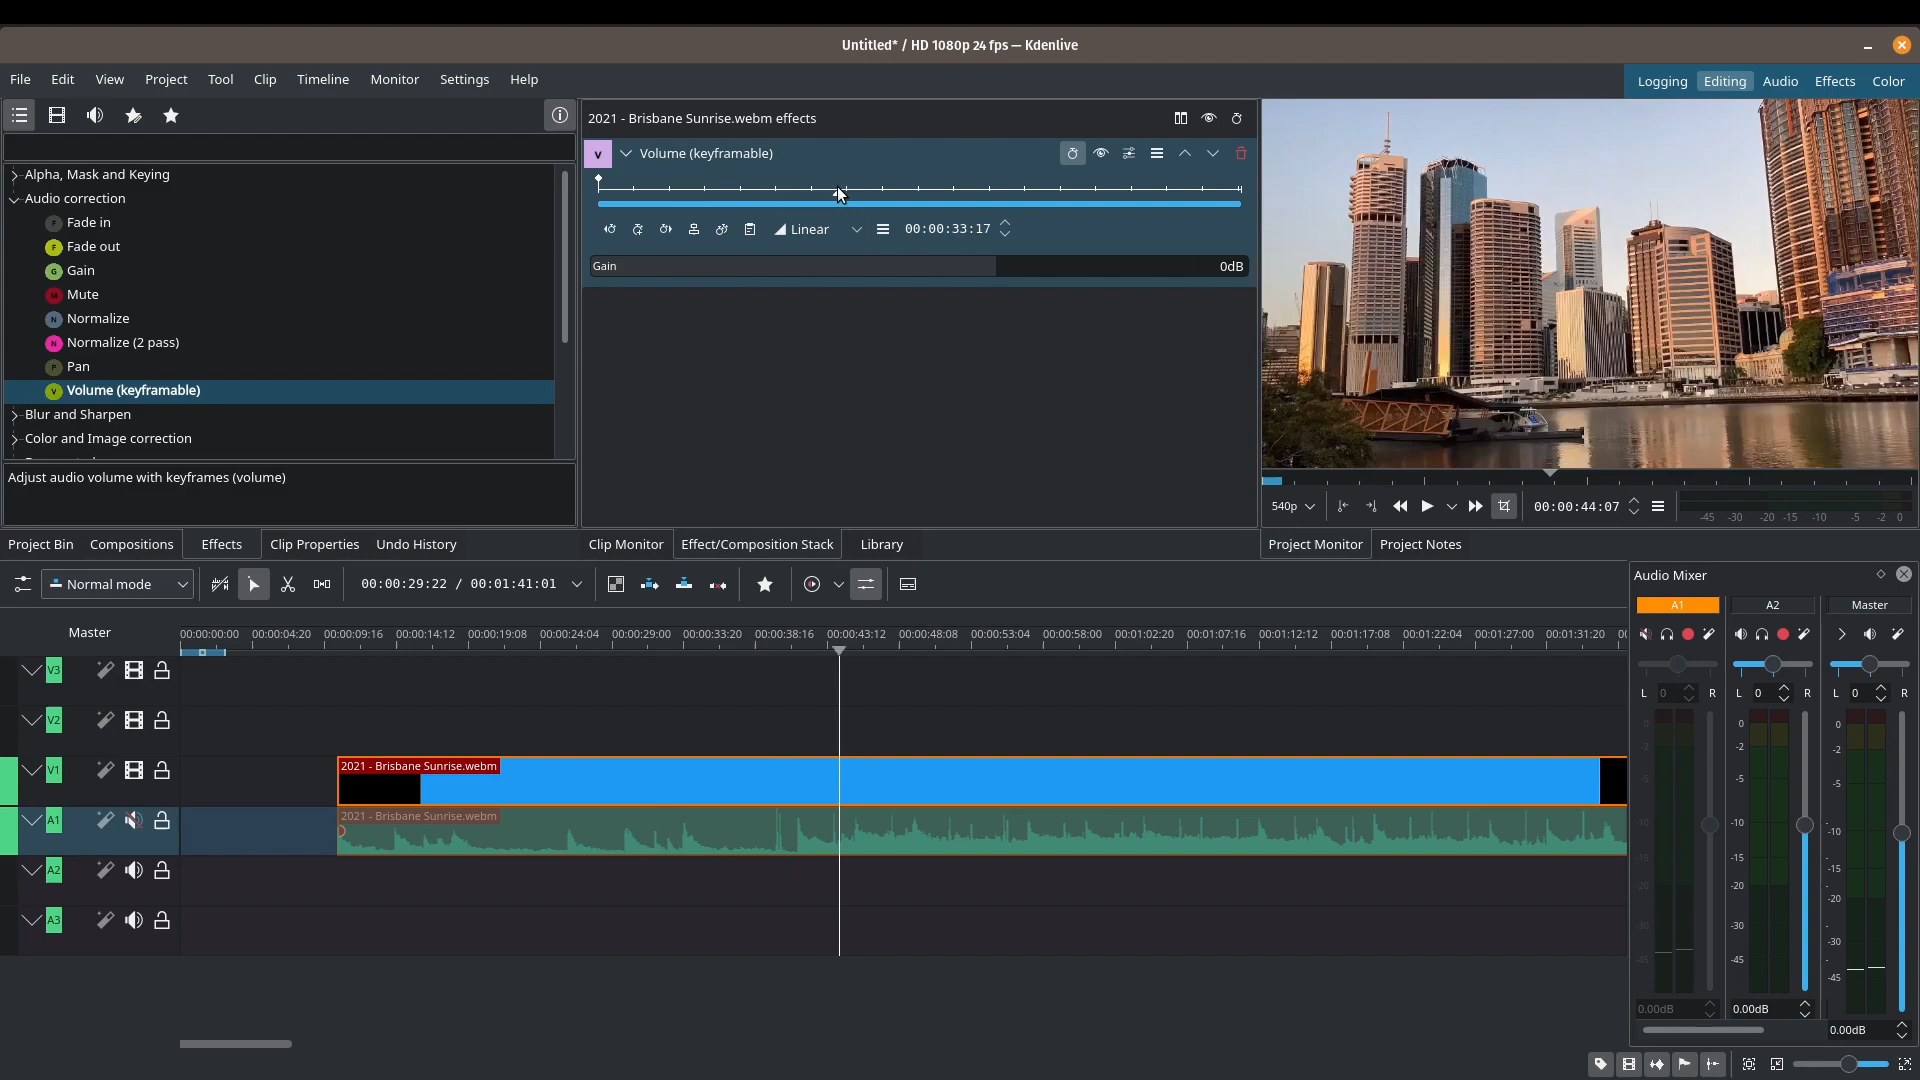 Untitled* / HD 1080p 24 fps — Kdenlive
File Edit View Project Tool Clip Timeline Monitor Settings Help
Logging Editing Audio Effects Color
2021 - Brisbane Sunrise.webm effects
Alpha, Mask and Keying
Audio correction
F Fade in
F Fade out
G Gain
M Mute
N Normalize
N Normalize (2 pass)
P Pan
V Volume (keyframable)
Blur and Sharpen
Color and Image correction
Adjust audio volume with keyframes (volume)
v Volume (keyframable)
Linear 00:00:33:17
Gain 0dB
540p 00:00:44:07
-45 -30 -20 -15 -10 -5 -2 0
Project Bin Compositions Effects Clip Properties Undo History
Clip Monitor Effect/Composition Stack Library
Project Monitor Project Notes
Normal mode 00:00:29:22 / 00:01:41:01
Master
00:00:00:00 00:00:04:20 00:00:09:16 00:00:14:12 00:00:19:08 00:00:24:04 00:00:29:00 00:00:33:20 00:00:38:16 00:00:43:12 00:00:48:08 00:00:53:04 00:00:58:00 00:01:02:20 00:01:07:16 00:01:12:12 00:01:17:08 00:01:22:04 00:01:27:00 00:01:31:20
V3
V2
V1
2021 - Brisbane Sunrise.webm
A1
2021 - Brisbane Sunrise.webm
A2
A3
Audio Mixer
A1 A2 Master
L 0 R L 0 R L 0 R
0 -2 -5 -10 -15 -20 -30 -45
0 -2 -5 -10 -15 -20 -30 -45
0 -2 -5 -10 -15 -20 -30 -45
0.00dB 0.00dB 0.00dB